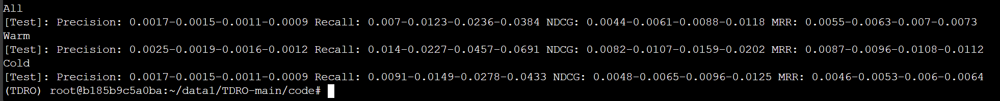 All
[Test]: Precision: 0.0017-0.0015-0.0011-0.0009 Recall: 0.007-0.0123-0.0236-0.0384 NDCG: 0.0044-0.0061-0.0088-0.0118 MRR: 0.0055-0.0063-0.007-0.0073
Warm
[Test]: Precision: 0.0025-0.0019-0.0016-0.0012 Recall: 0.014-0.0227-0.0457-0.0691 NDCG: 0.0082-0.0107-0.0159-0.0202 MRR: 0.0087-0.0096-0.0108-0.0112
Cold
[Test]: Precision: 0.0017-0.0015-0.0011-0.0009 Recall: 0.0091-0.0149-0.0278-0.0433 NDCG: 0.0048-0.0065-0.0096-0.0125 MRR: 0.0046-0.0053-0.006-0.0064
(TDRO) root@b185b9c5a0ba:~/data1/TDRO-main/code#